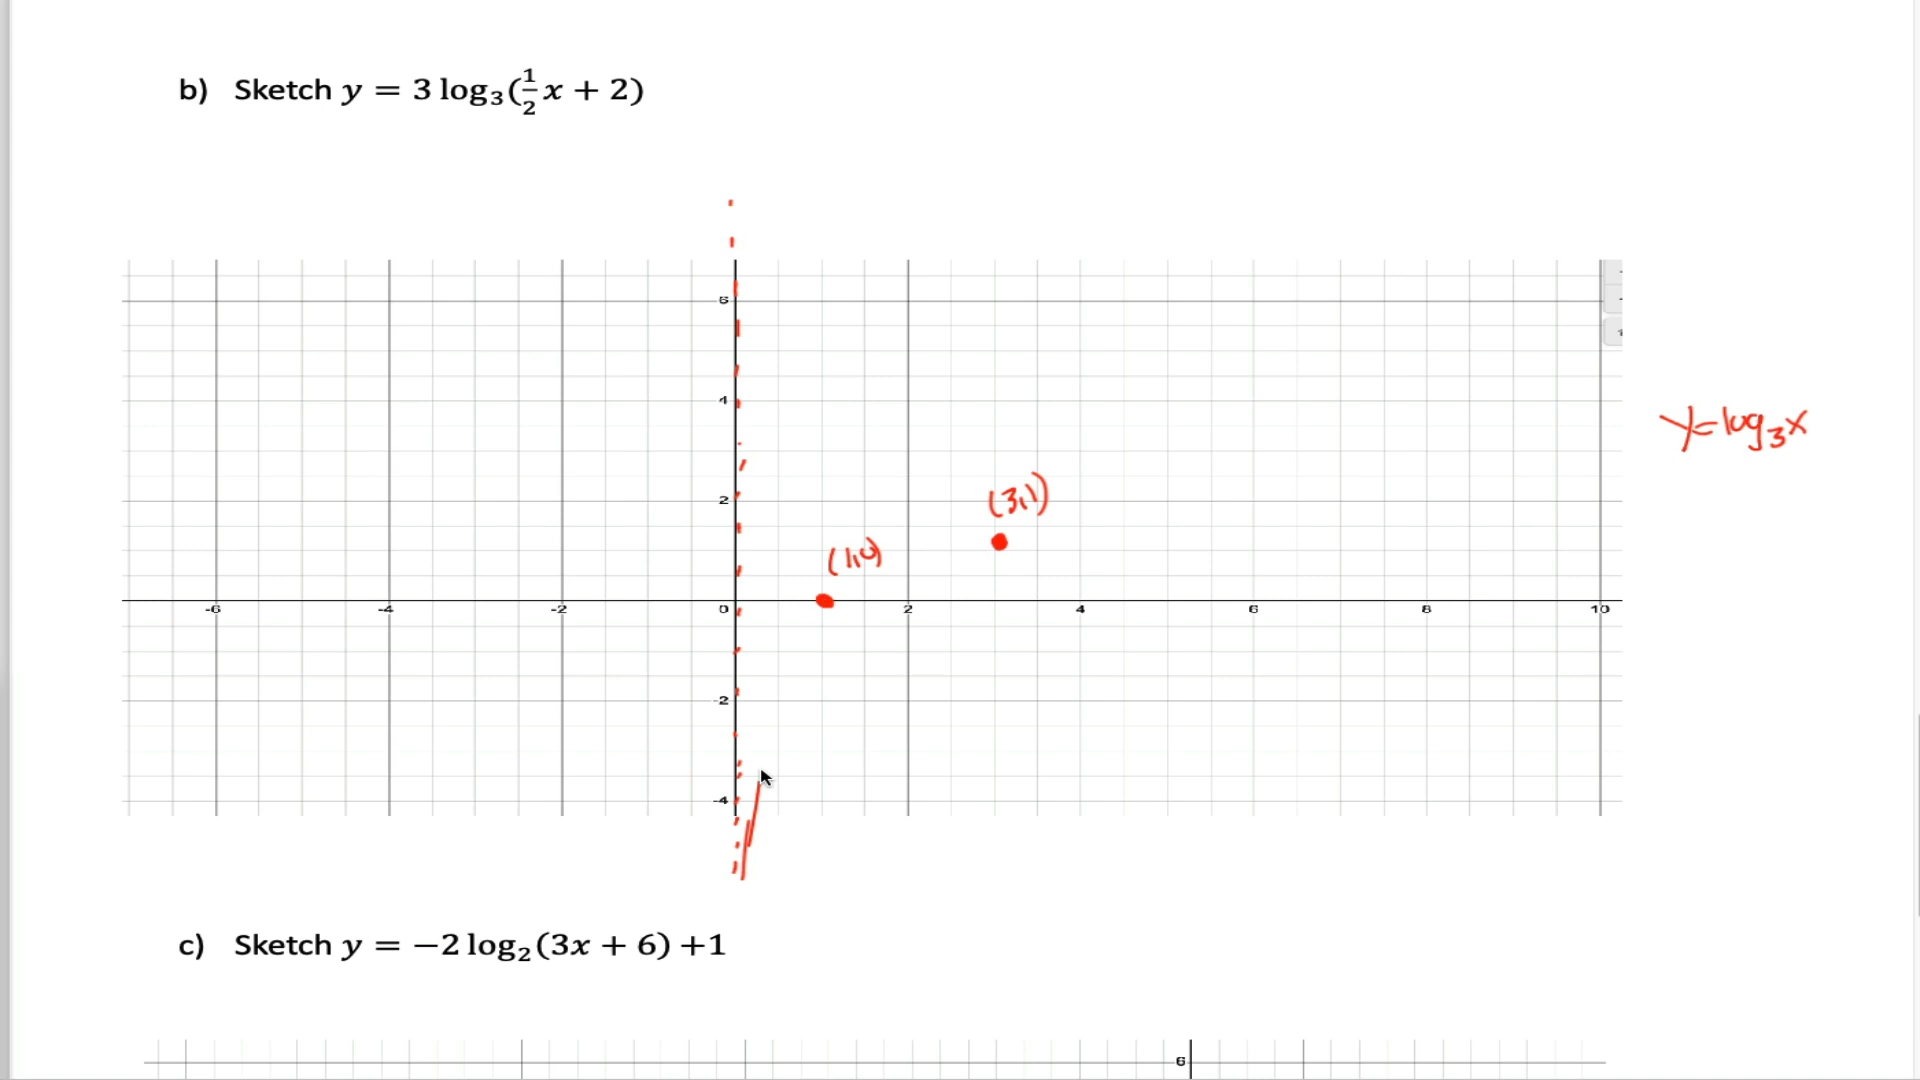 b) Sketch y = 3 log₃(½x + 2)
6
4
y=log₃x
(3,1)
2
(1,0)
-6 -4 -2 0 2 4 6 8 10
-2
-4
c) Sketch y = −2 log₂(3x + 6) +1
6